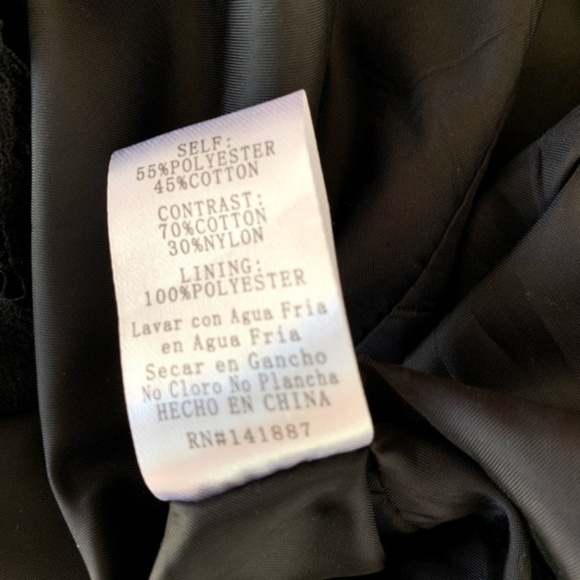 SELF:
55%POLYESTER
45%COTTON
CONTRAST:
70%COTTON
30%NYLON
LINING:
100%POLYESTER
Lavar con Agua Fria
en Agua Fria
Secar en Gancho
No Cloro No Plancha
HECHO EN CHINA
RN#141887